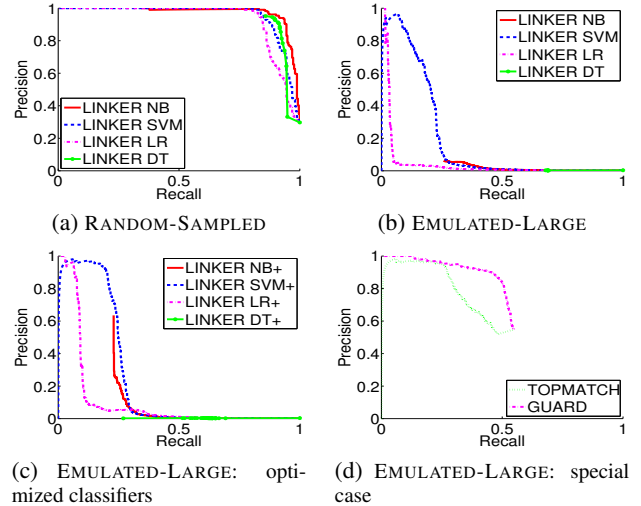 1
0.8
0.6
0.4
0.2
0
Precision
LINKER NB
LINKER SVM
LINKER LR
LINKER DT
0 0.5 1
Recall
(a) RANDOM-SAMPLED
1
0.8
0.6
0.4
0.2
0
Precision
LINKER NB
LINKER SVM
LINKER LR
LINKER DT
0 0.5 1
Recall
(b) EMULATED-LARGE
1
0.8
0.6
0.4
0.2
0
Precision
LINKER NB+
LINKER SVM+
LINKER LR+
LINKER DT+
0 0.5 1
Recall
(c) EMULATED-LARGE: opti-
mized classifiers
1
0.8
0.6
0.4
0.2
0
Precision
TOPMATCH
GUARD
0 0.5 1
Recall
(d) EMULATED-LARGE: special
case